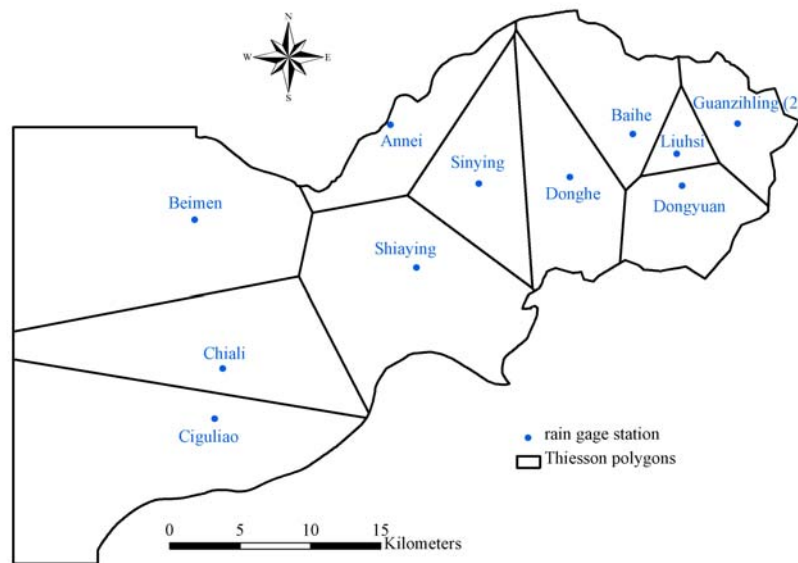 N
W E
S
Guanzihling (2
Baihe
Annei
Liuhsi
Sinying
Donghe
Dongyuan
Beimen
Shiaying
Chiali
Ciguliao
rain gage station
Thiesson polygons
0 5 10 15
Kilometers